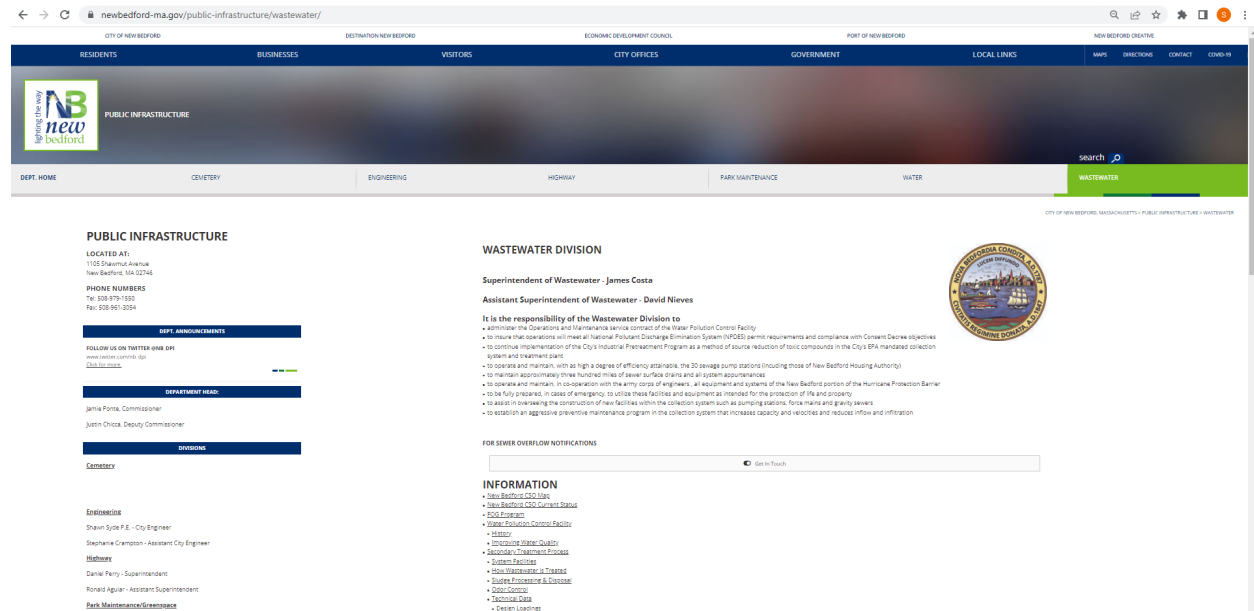 newbedford-ma.gov/public-infrastructure/wastewater/
S
CITY OF NEW BEDFORD
DESTINATION NEW BEDFORD
ECONOMIC DEVELOPMENT COUNCIL
PORT OF NEW BEDFORD
NEW BEDFORD CREATIVE
RESIDENTS
BUSINESSES
VISITORS
CITY OFFICES
GOVERNMENT
LOCAL LINKS
MAPS
DIRECTIONS
CONTACT
COVID-19
lighting the way
NB
new
bedford
PUBLIC INFRASTRUCTURE
search
DEPT. HOME
CEMETERY
ENGINEERING
HIGHWAY
PARK MAINTENANCE
WATER
WASTEWATER
CITY OF NEW BEDFORD, MASSACHUSETTS > PUBLIC INFRASTRUCTURE > WASTEWATER
PUBLIC INFRASTRUCTURE
LOCATED AT:
1105 Shawmut Avenue
New Bedford, MA 02746
PHONE NUMBERS
Tel: 508-979-1550
Fax: 508-961-3054
DEPT. ANNOUNCEMENTS
FOLLOW US ON TWITTER @NB_DPI
www.twitter.com/nb_dpi
Click for more.
DEPARTMENT HEAD:
Jamie Ponte, Commissioner
Justin Chicca, Deputy Commissioner
DIVISIONS
Cemetery
Engineering
Shawn Syde P.E. - City Engineer
Stephanie Crampton - Assistant City Engineer
Highway
Daniel Perry - Superintendent
Ronald Aguiar - Assistant Superintendent
Park Maintenance/Greenspace
WASTEWATER DIVISION
Superintendent of Wastewater - James Costa
Assistant Superintendent of Wastewater - David Nieves
It is the responsibility of the Wastewater Division to
• administer the Operations and Maintenance service contract of the Water Pollution Control Facility
• to insure that operations will meet all National Pollutant Discharge Elimination System (NPDES) permit requirements and compliance with Consent Decree objectives
• to continue implementation of the City's Industrial Pretreatment Program as a method of source reduction of toxic compounds in the City's EPA mandated collection
system and treatment plant
• to operate and maintain, with as high a degree of efficiency attainable, the 30 sewage pump stations (incuding those of New Bedford Housing Authority)
• to maintain approximately three hundred miles of sewer surface drains and all system appurtenances
• to operate and maintain, in co-operation with the army corps of engineers , all equipment and systems of the New Bedford portion of the Hurricane Protection Barrier
• to be fully prepared, in cases of emergency, to utilize these facilities and equipment as intended for the protection of life and property
• to assist in overseeing the construction of new facilities within the collection system such as pumping stations, force mains and gravity sewers
• to establish an aggressive preventive maintenance program in the collection system that increases capacity and velocities and reduces inflow and infiltration
NOVA BEDFORDIA CONDITA, A.D.1787
LUCEM DIFFUNDO
CIVITATIS REGIMINE DONATA, A.D.1847
FOR SEWER OVERFLOW NOTIFICATIONS
Get In Touch
INFORMATION
• New Bedford CSO Map
• New Bedford CSO Current Status
• FOG Program
• Water Pollution Control Facility
• History
• Improving Water Quality
• Secondary Treatment Process
• System Facilities
• How Wastewater is Treated
• Sludge Processing & Disposal
• Odor Control
• Technical Data
• Design Loadings